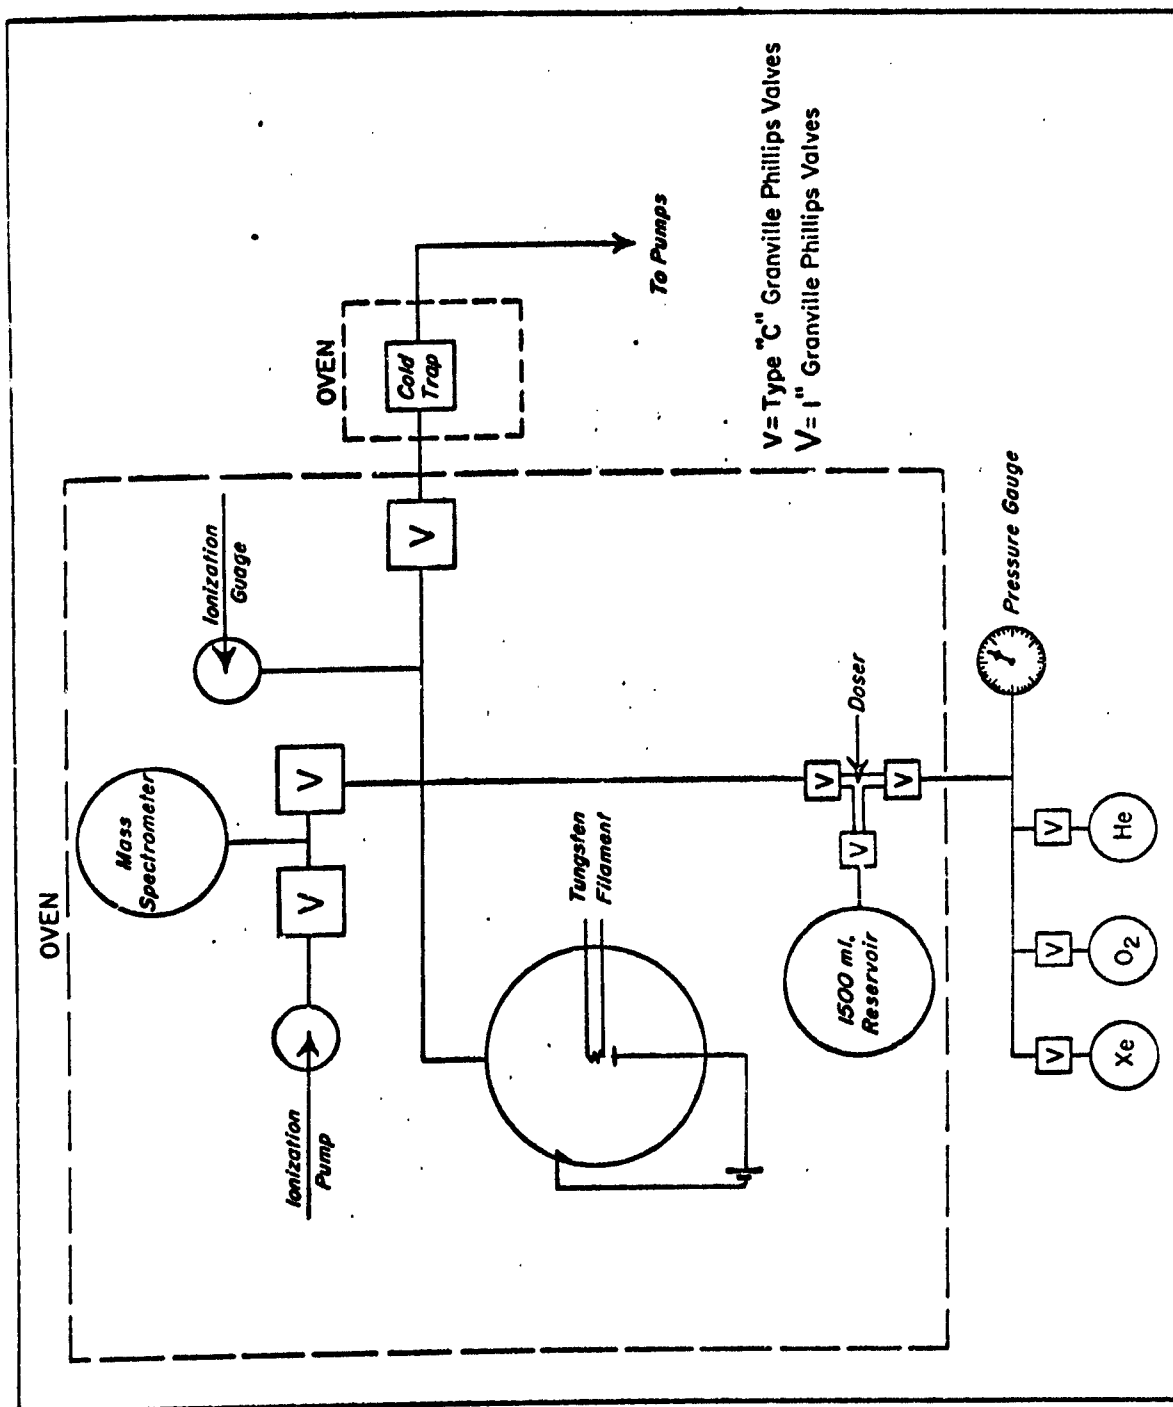 OVEN
Mass
Spectrometer
Ionization
Guage
Ionization
Pump
V
V
V
OVEN
Cold
Trap
To Pumps
Tungsten
Filament
1500 ml.
Reservoir
V
V
V
Doser
V=Type "C" Granville Phillips Valves
V=1" Granville Phillips Valves
Pressure Gauge
V
V
V
Xe
O2
He